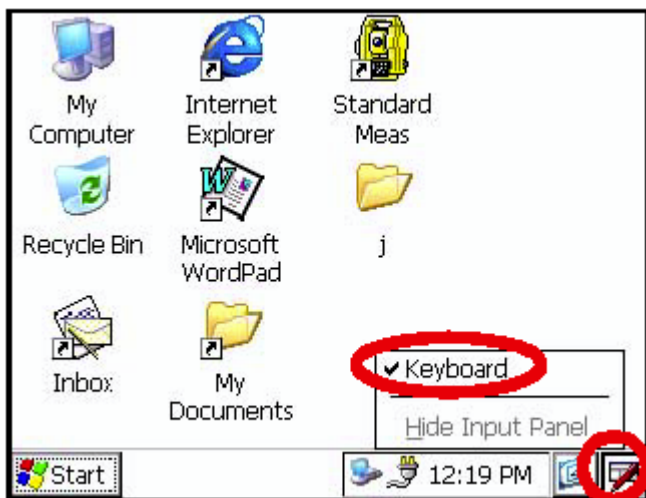 My Computer
Internet Explorer
Standard Meas
Recycle Bin
Microsoft WordPad
j
Inbox
My Documents
Keyboard
Hide Input Panel
Start
12:19 PM